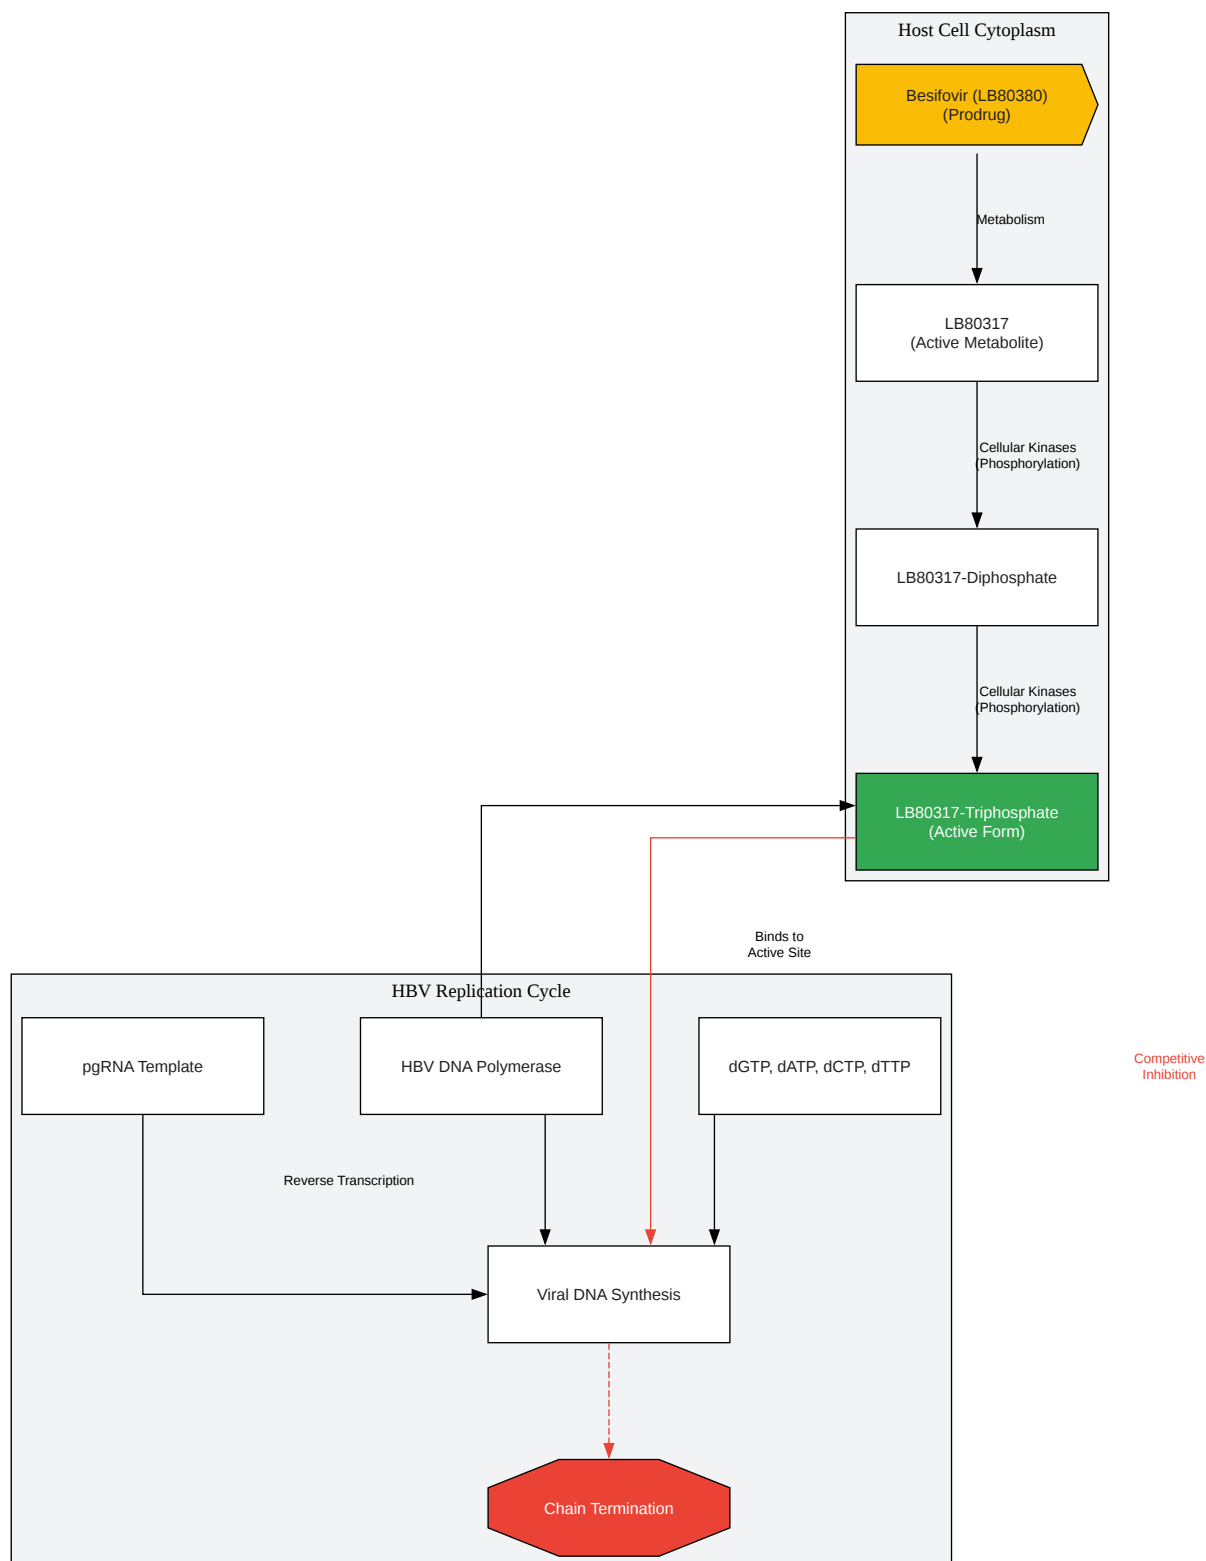 Host Cell Cytoplasm
Besifovir (LB80380)
(Prodrug)
Metabolism
LB80317
(Active Metabolite)
Cellular Kinases
(Phosphorylation)
LB80317-Diphosphate
Cellular Kinases
(Phosphorylation)
LB80317-Triphosphate
(Active Form)
Binds to
Active Site
HBV Replication Cycle
pgRNA Template
HBV DNA Polymerase
dGTP, dATP, dCTP, dTTP
Competitive
Inhibition
Reverse Transcription
Viral DNA Synthesis
Chain Termination